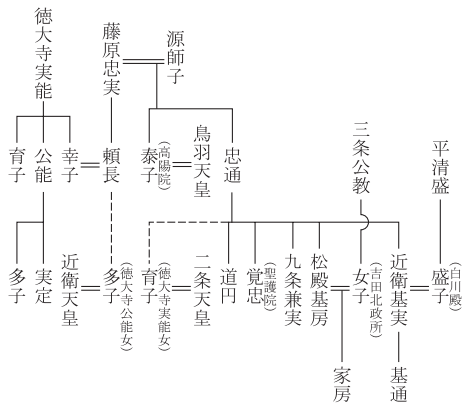 平清盛
三条公教
源師子
藤原忠実
徳大寺実能
忠通
鳥羽天皇
泰子
(高陽院)
頼長
幸子
公能
育子
盛子
(白川殿)
近衛基実
女子
(吉田北政所)
松殿基房
九条兼実
覚忠
(聖護院)
道円
二条天皇
育子
(徳大寺実能女)
多子
(徳大寺公能女)
近衛天皇
実定
多子
基通
家房